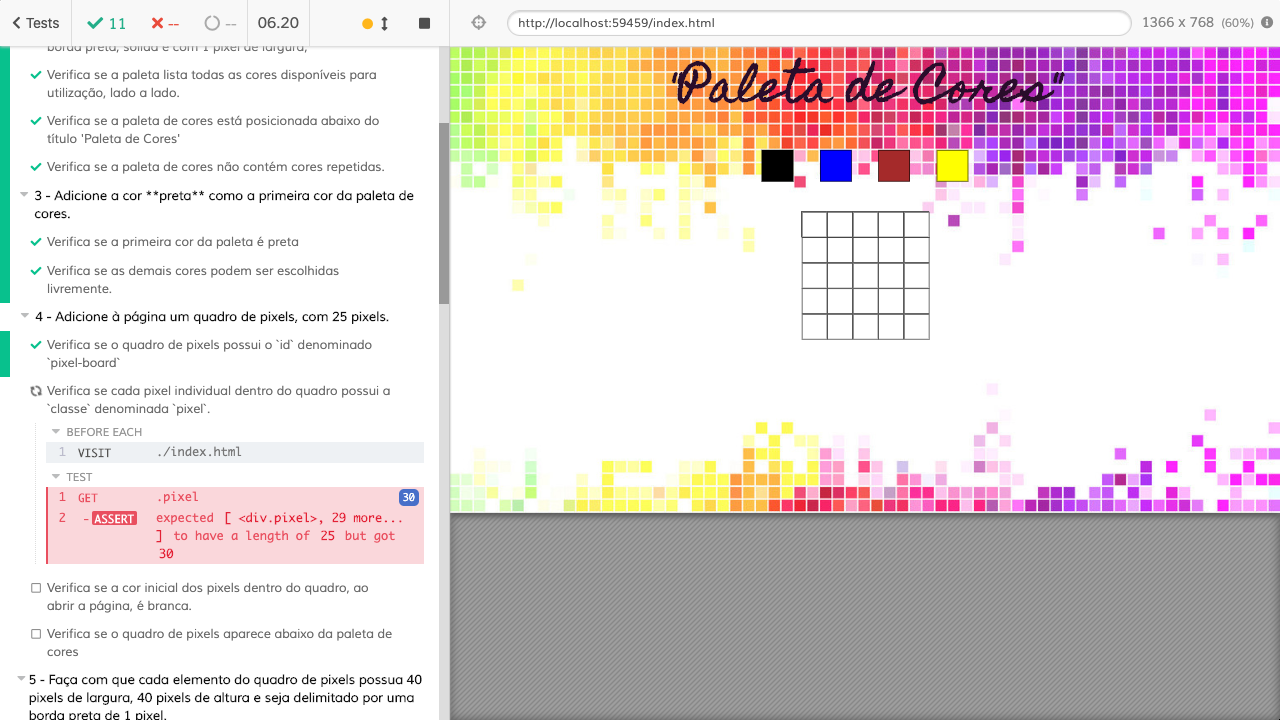 Tests
11
--
--
06.20
http://localhost:59459/index.html
1366 x 768 (60%)
borda preta, sólida e com 1 pixel de largura;
Verifica se a paleta lista todas as cores disponíveis para
utilização, lado a lado.
Verifica se a paleta de cores está posicionada abaixo do
título 'Paleta de Cores'
Verifica se a paleta de cores não contém cores repetidas.
3 - Adicione a cor **preta** como a primeira cor da paleta de
cores.
Verifica se a primeira cor da paleta é preta
Verifica se as demais cores podem ser escolhidas
livremente.
4 - Adicione à página um quadro de pixels, com 25 pixels.
Verifica se o quadro de pixels possui o `id` denominado
`pixel-board`
Verifica se cada pixel individual dentro do quadro possui a
`classe` denominada `pixel`.
BEFORE EACH
1 VISIT ./index.html
TEST
1 GET .pixel 30
2 -ASSERT expected [ <div.pixel>, 29 more...
] to have a length of 25 but got
30
Verifica se a cor inicial dos pixels dentro do quadro, ao
abrir a página, é branca.
Verifica se o quadro de pixels aparece abaixo da paleta de
cores
5 - Faça com que cada elemento do quadro de pixels possua 40
pixels de largura, 40 pixels de altura e seja delimitado por uma
borda preta de 1 pixel.
"Paleta de Cores"